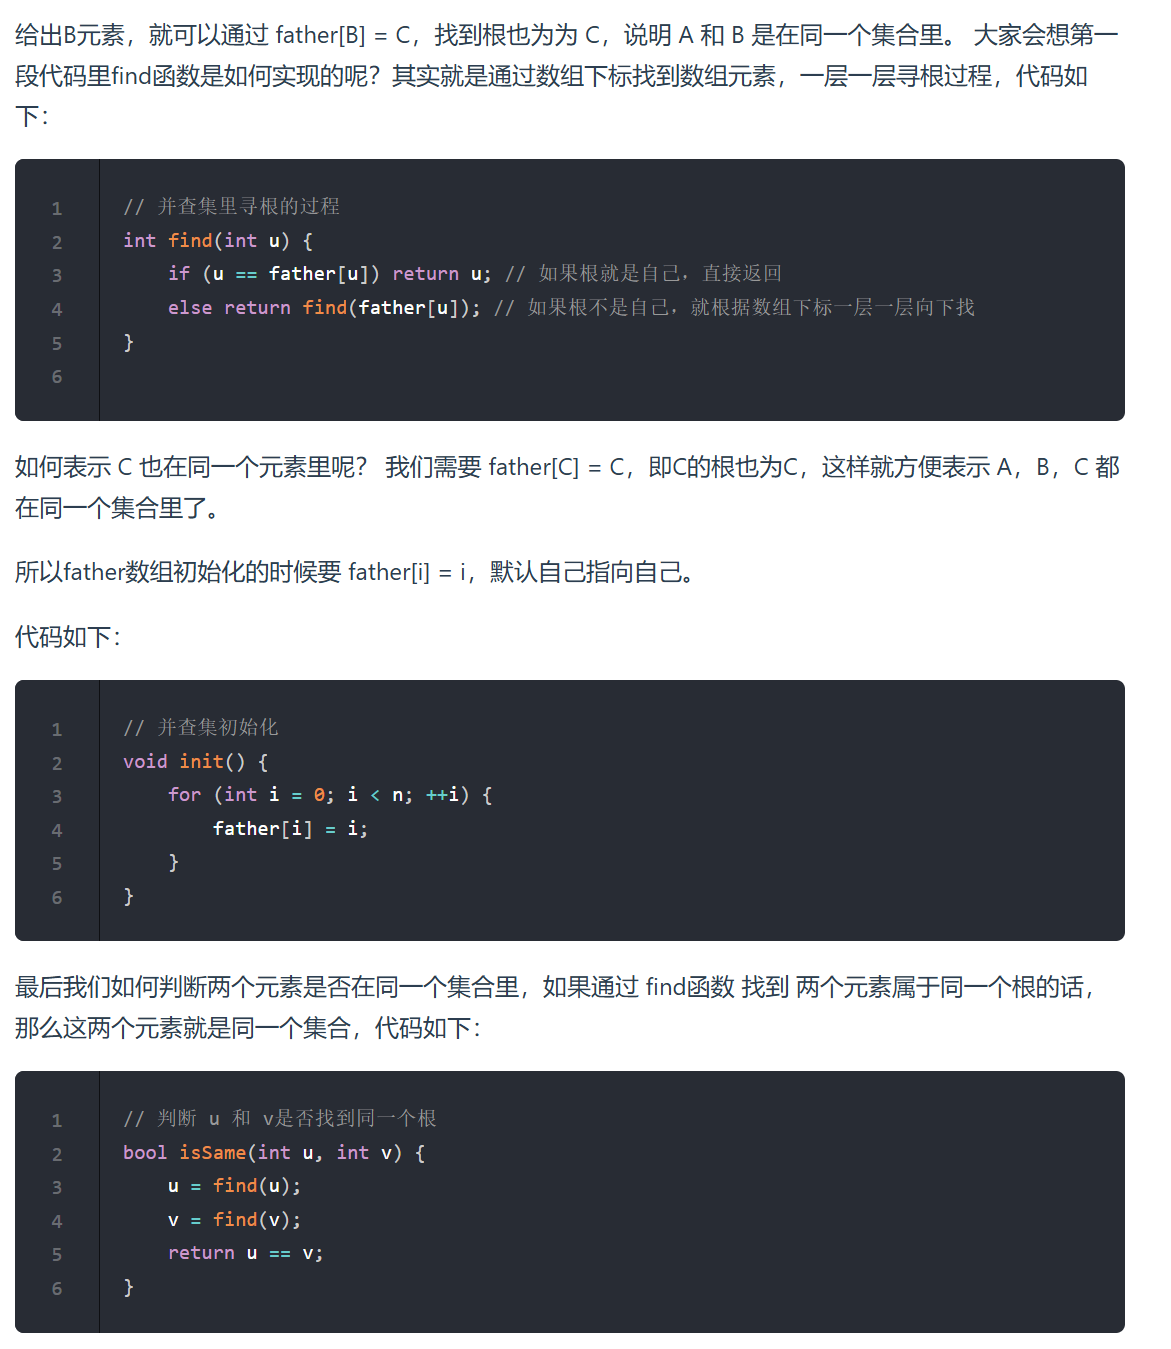 给出B元素，就可以通过 father[B] = C，找到根也为为 C，说明 A 和 B 是在同一个集合里。 大家会想第一
段代码里find函数是如何实现的呢？其实就是通过数组下标找到数组元素，一层一层寻根过程，代码如
下：
1 // 并查集里寻根的过程
2 int find(int u) {
3     if (u == father[u]) return u; // 如果根就是自己，直接返回
4     else return find(father[u]); // 如果根不是自己，就根据数组下标一层一层向下找
5 }
6
如何表示 C 也在同一个元素里呢？ 我们需要 father[C] = C，即C的根也为C，这样就方便表示 A，B，C 都
在同一个集合里了。
所以father数组初始化的时候要 father[i] = i，默认自己指向自己。
代码如下：
1 // 并查集初始化
2 void init() {
3     for (int i = 0; i < n; ++i) {
4         father[i] = i;
5     }
6 }
最后我们如何判断两个元素是否在同一个集合里，如果通过 find函数 找到 两个元素属于同一个根的话，
那么这两个元素就是同一个集合，代码如下：
1 // 判断 u 和 v是否找到同一个根
2 bool isSame(int u, int v) {
3     u = find(u);
4     v = find(v);
5     return u == v;
6 }